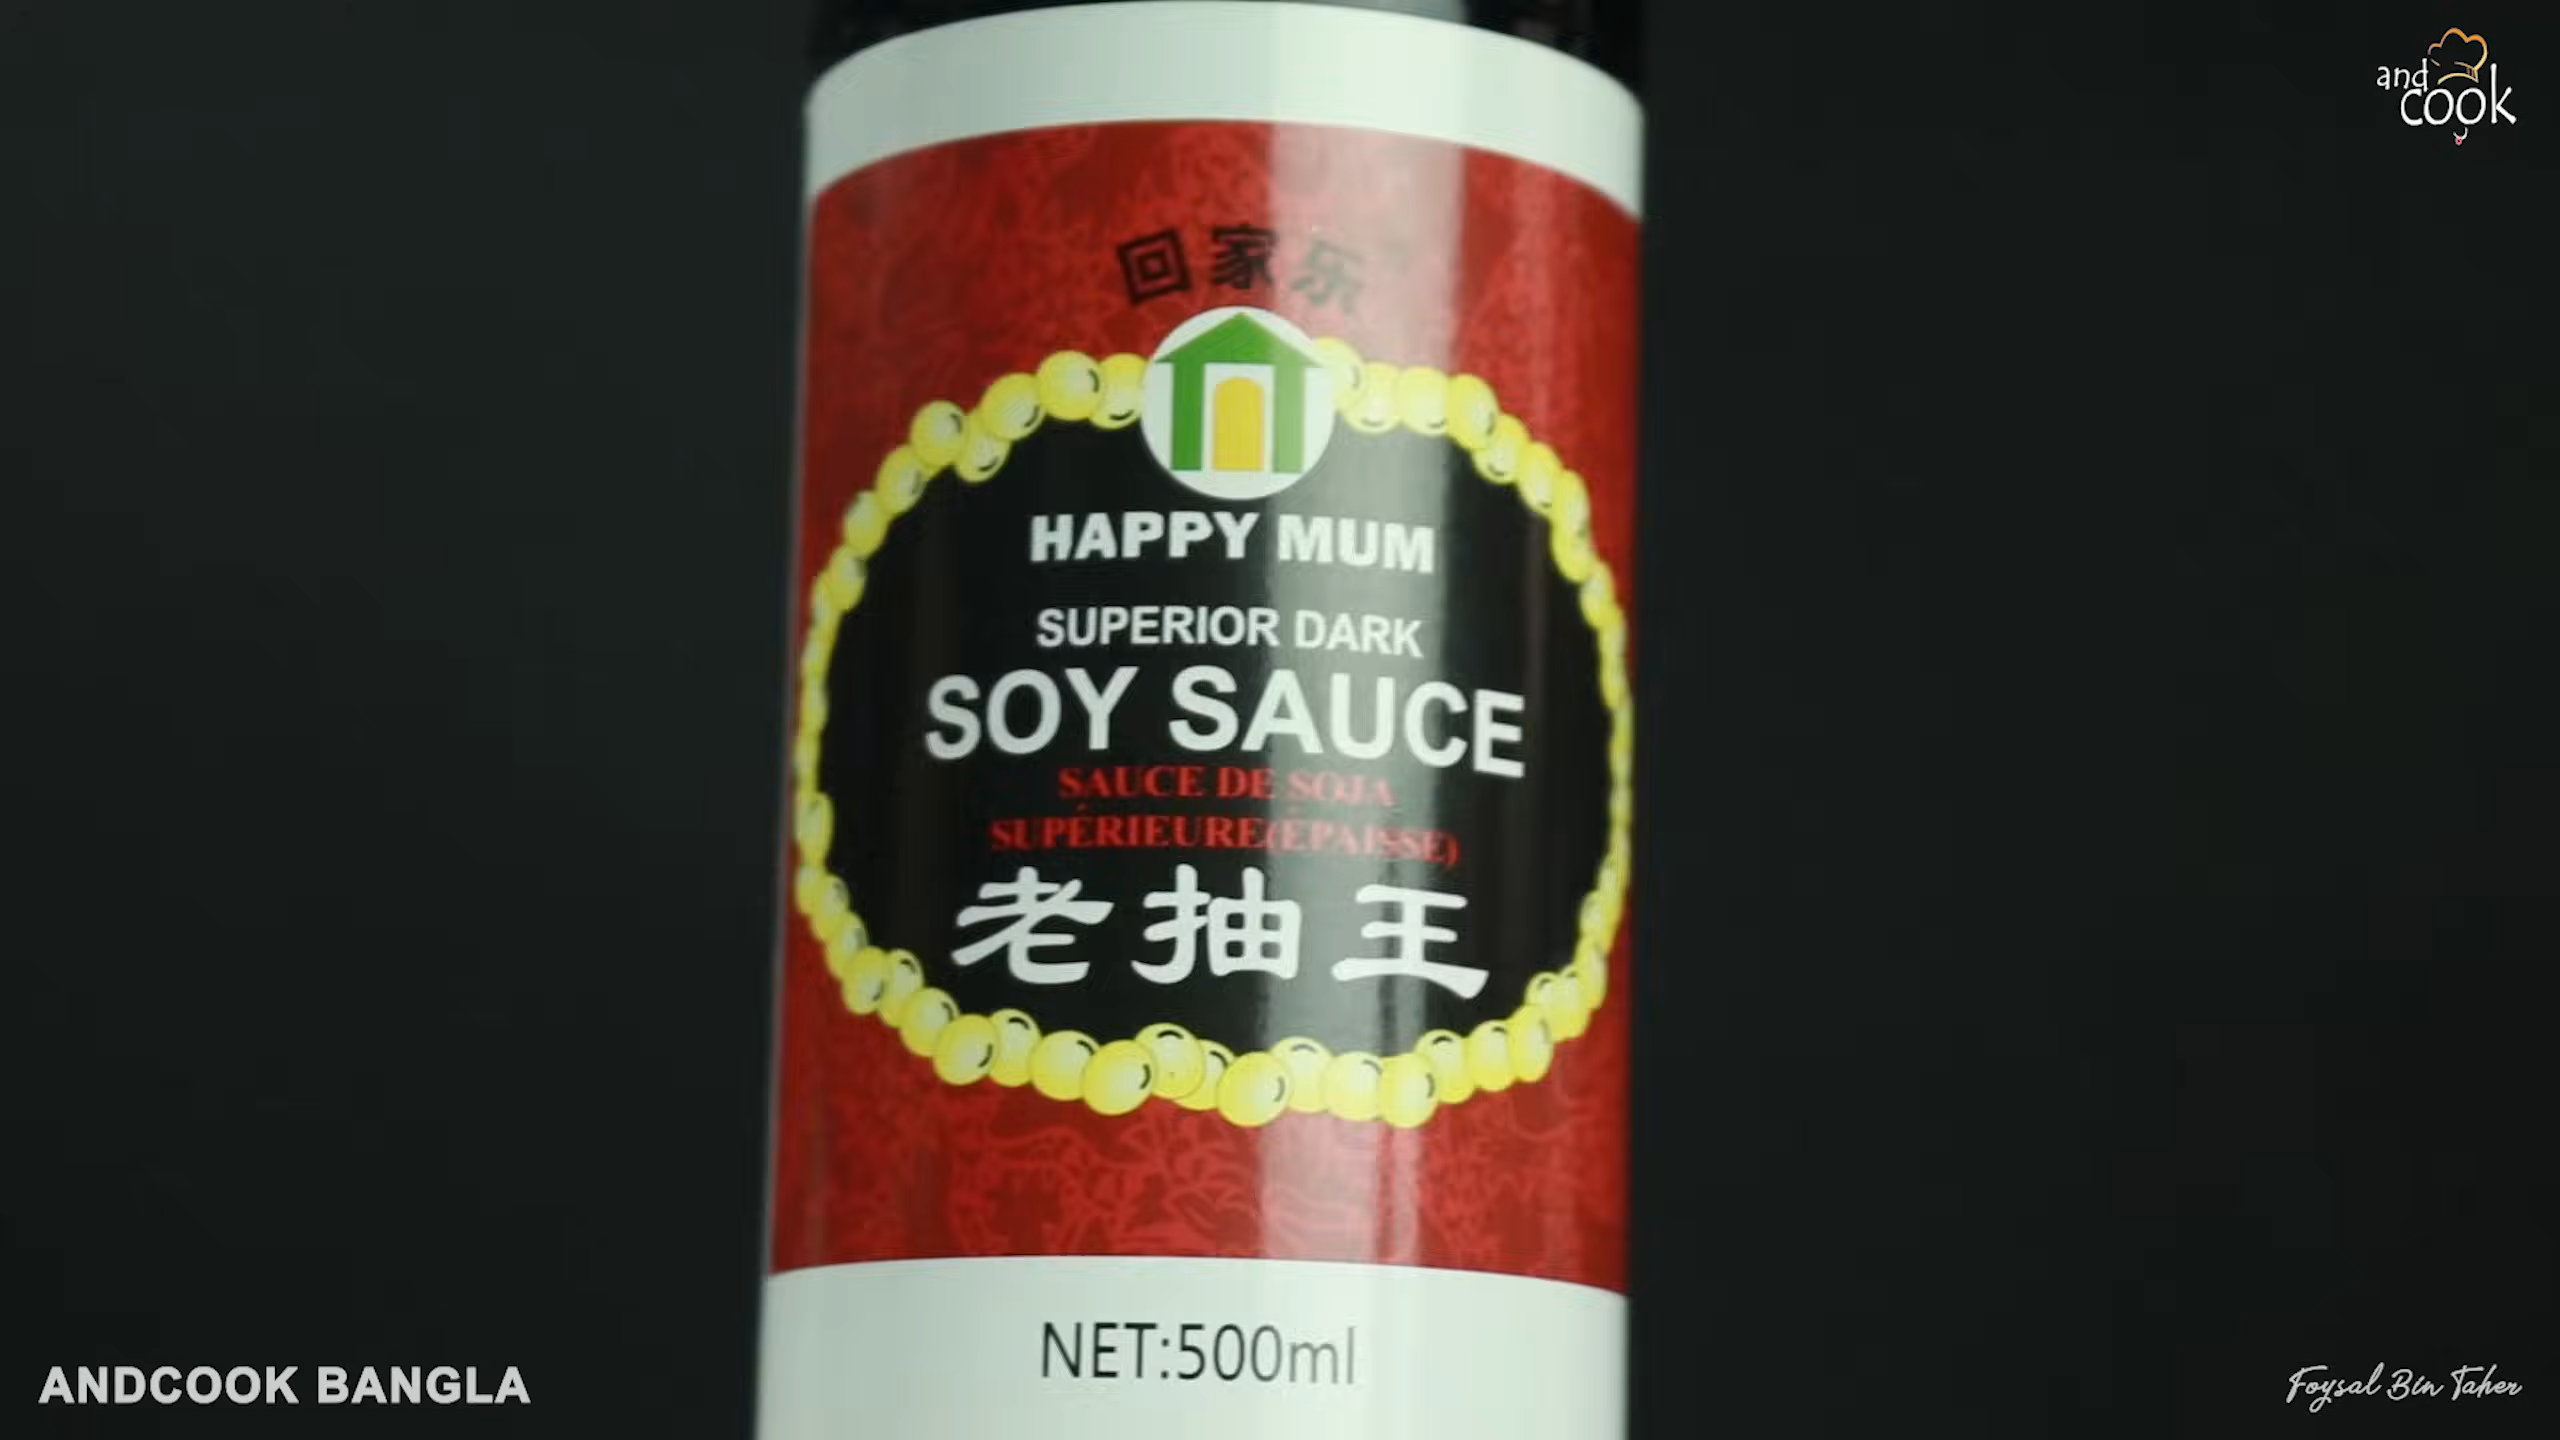 and
cook
回家乐
HAPPY MUM
SUPERIOR DARK
SOY SAUCE
SAUCE DE SOJA
SUPÉRIEURE(ÉPAISSE)
老抽王
NET:500ml
ANDCOOK BANGLA
Foysal Bin Taher